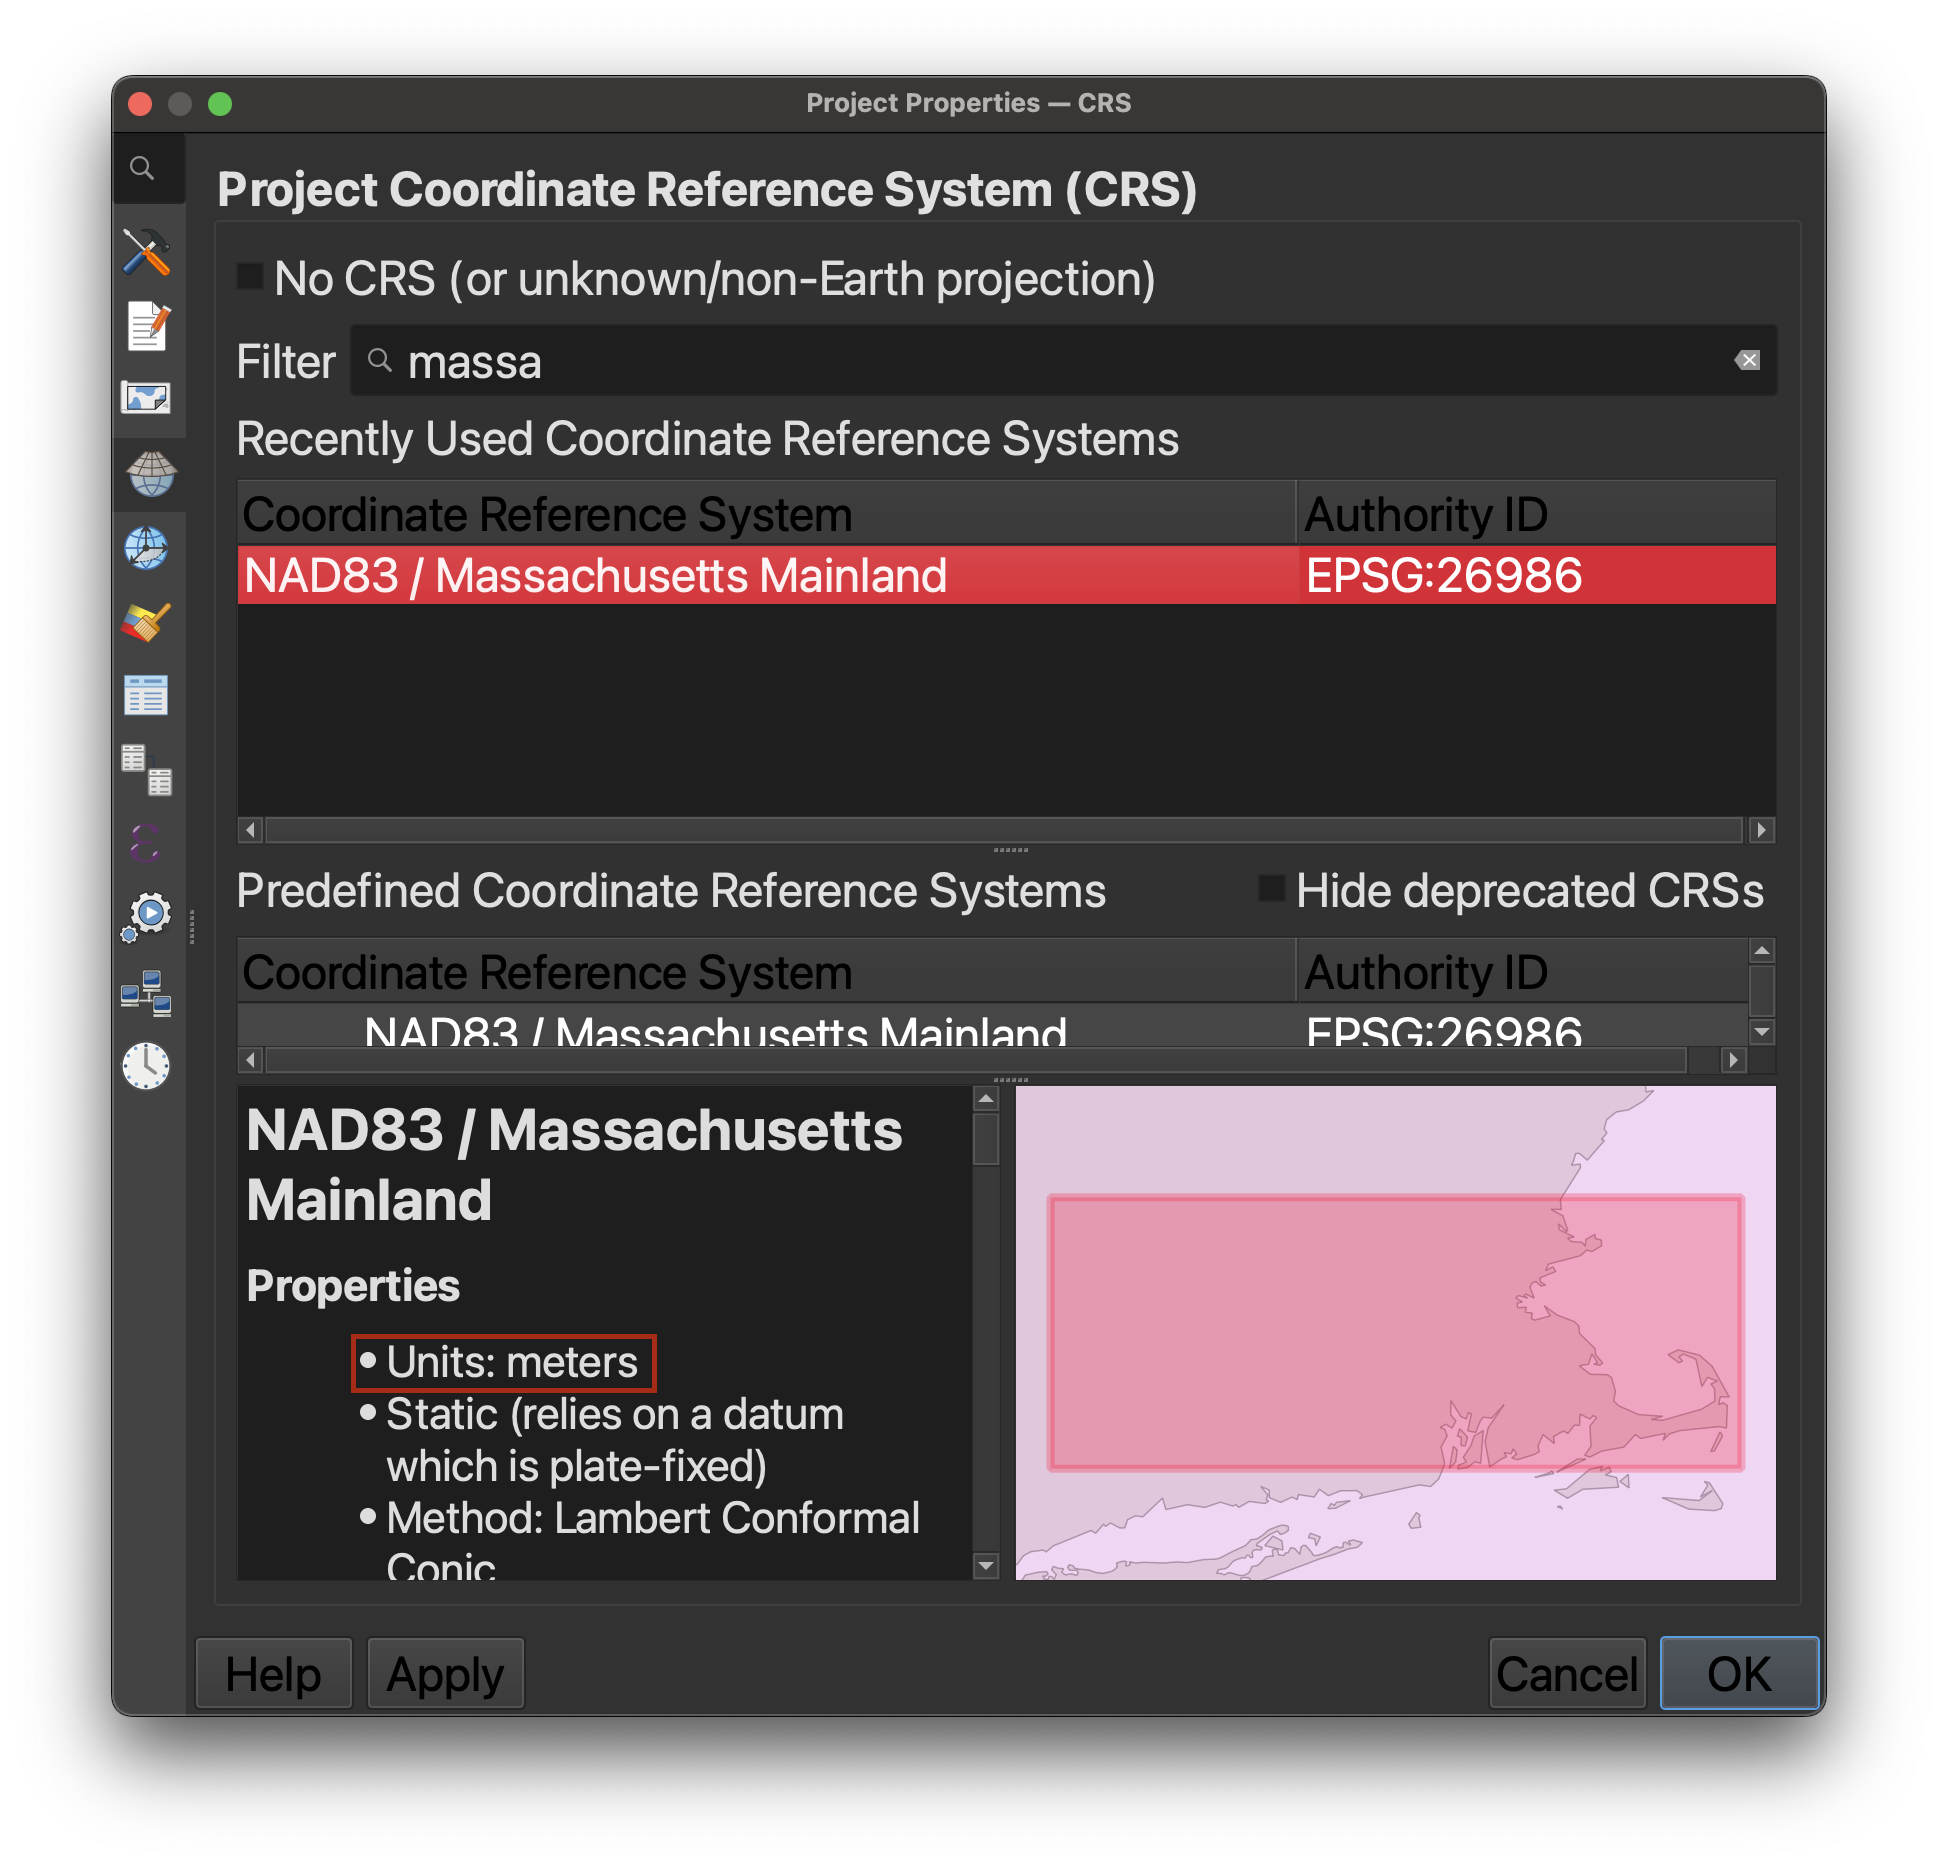 Project Properties — CRS
Project Coordinate Reference System (CRS)
No CRS (or unknown/non-Earth projection)
Filter massa
Recently Used Coordinate Reference Systems
Coordinate Reference System Authority ID
NAD83 / Massachusetts Mainland EPSG:26986
Predefined Coordinate Reference Systems Hide deprecated CRSs
Coordinate Reference System Authority ID
NAD83 / Massachusetts Mainland EPSG:26986
NAD83 / Massachusetts
Mainland
Properties
• Units: meters
• Static (relies on a datum
which is plate-fixed)
• Method: Lambert Conformal
Conic
Help Apply Cancel OK